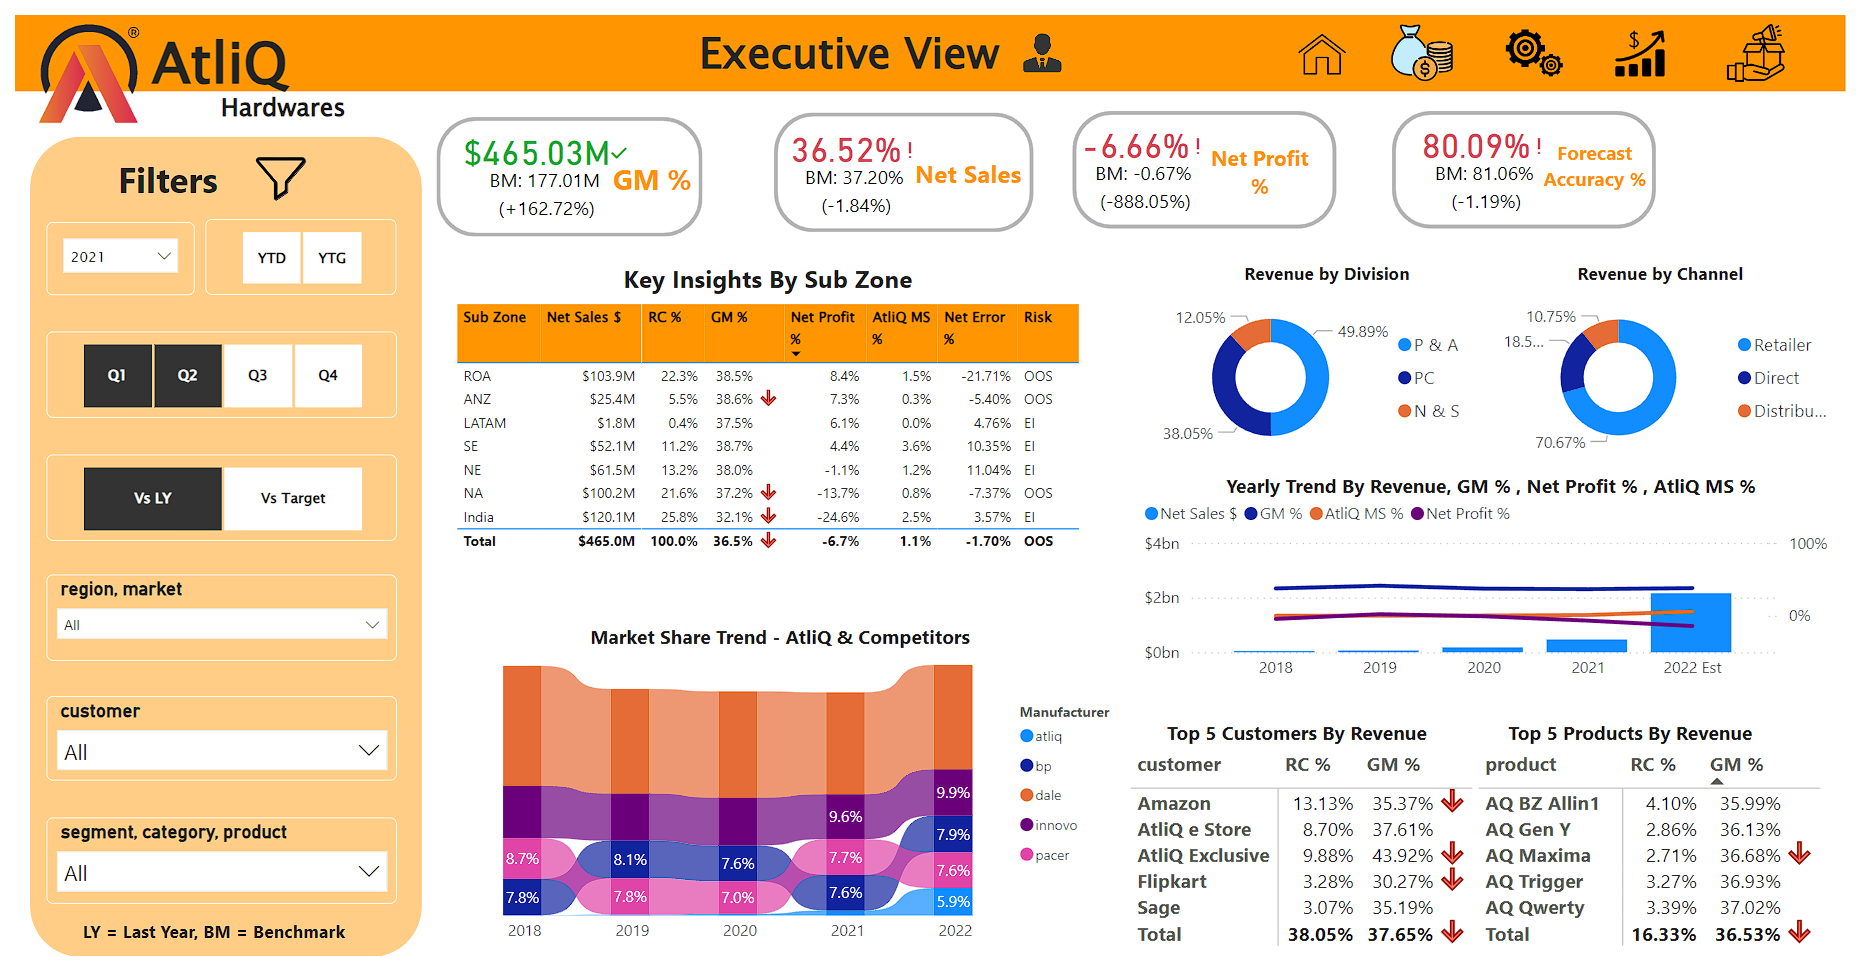 AtliQ ®
Hardwares
Executive View
Filters
2021
YTD YTG
Q1 Q2 Q3 Q4
Vs LY Vs Target
region, market
All
customer
All
segment, category, product
All
LY = Last Year, BM = Benchmark
$465.03M
BM: 177.01M
(+162.72%)
GM %
36.52% !
BM: 37.20%
(-1.84%)
Net Sales
-6.66% !
BM: -0.67%
(-888.05%)
Net Profit
%
80.09% !
BM: 81.06%
(-1.19%)
Forecast
Accuracy %
Key Insights By Sub Zone
Sub Zone Net Sales $ RC % GM % Net Profit % AtliQ MS % Net Error % Risk
ROA $103.9M 22.3% 38.5% 8.4% 1.5% -21.71% OOS
ANZ $25.4M 5.5% 38.6% 7.3% 0.3% -5.40% OOS
LATAM $1.8M 0.4% 37.5% 6.1% 0.0% 4.76% EI
SE $52.1M 11.2% 38.7% 4.4% 3.6% 10.35% EI
NE $61.5M 13.2% 38.0% -1.1% 1.2% 11.04% EI
NA $100.2M 21.6% 37.2% -13.7% 0.8% -7.37% OOS
India $120.1M 25.8% 32.1% -24.6% 2.5% 3.57% EI
Total $465.0M 100.0% 36.5% -6.7% 1.1% -1.70% OOS
Revenue by Division
12.05%
49.89%
38.05%
P & A
PC
N & S
Revenue by Channel
10.75%
18.5...
70.67%
Retailer
Direct
Distribu...
Yearly Trend By Revenue, GM % , Net Profit % , AtliQ MS %
Net Sales $ GM % AtliQ MS % Net Profit %
$4bn 100%
$2bn
0%
$0bn
2018 2019 2020 2021 2022 Est
Market Share Trend - AtliQ & Competitors
9.9%
9.6%
7.9%
8.7% 8.1% 7.6% 7.7% 7.6%
7.8% 7.8% 7.0% 7.6% 5.9%
2018 2019 2020 2021 2022
Manufacturer
atliq
bp
dale
innovo
pacer
Top 5 Customers By Revenue
customer RC % GM %
Amazon 13.13% 35.37%
AtliQ e Store 8.70% 37.61%
AtliQ Exclusive 9.88% 43.92%
Flipkart 3.28% 30.27%
Sage 3.07% 35.19%
Total 38.05% 37.65%
Top 5 Products By Revenue
product RC % GM %
AQ BZ Allin1 4.10% 35.99%
AQ Gen Y 2.86% 36.13%
AQ Maxima 2.71% 36.68%
AQ Trigger 3.27% 36.93%
AQ Qwerty 3.39% 37.02%
Total 16.33% 36.53%